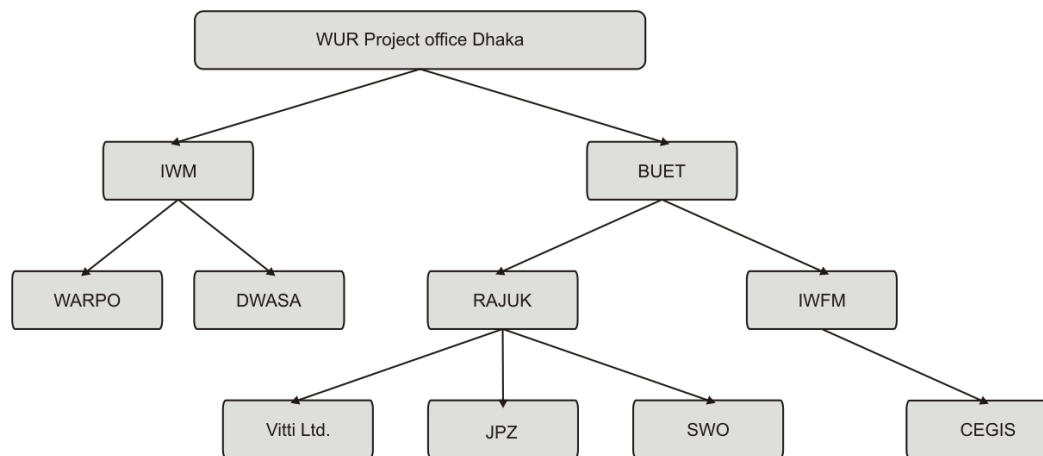 WUR Project office Dhaka
IWM
BUET
WARPO
DWASA
RAJUK
IWFM
Vitti Ltd.
JPZ
SWO
CEGIS